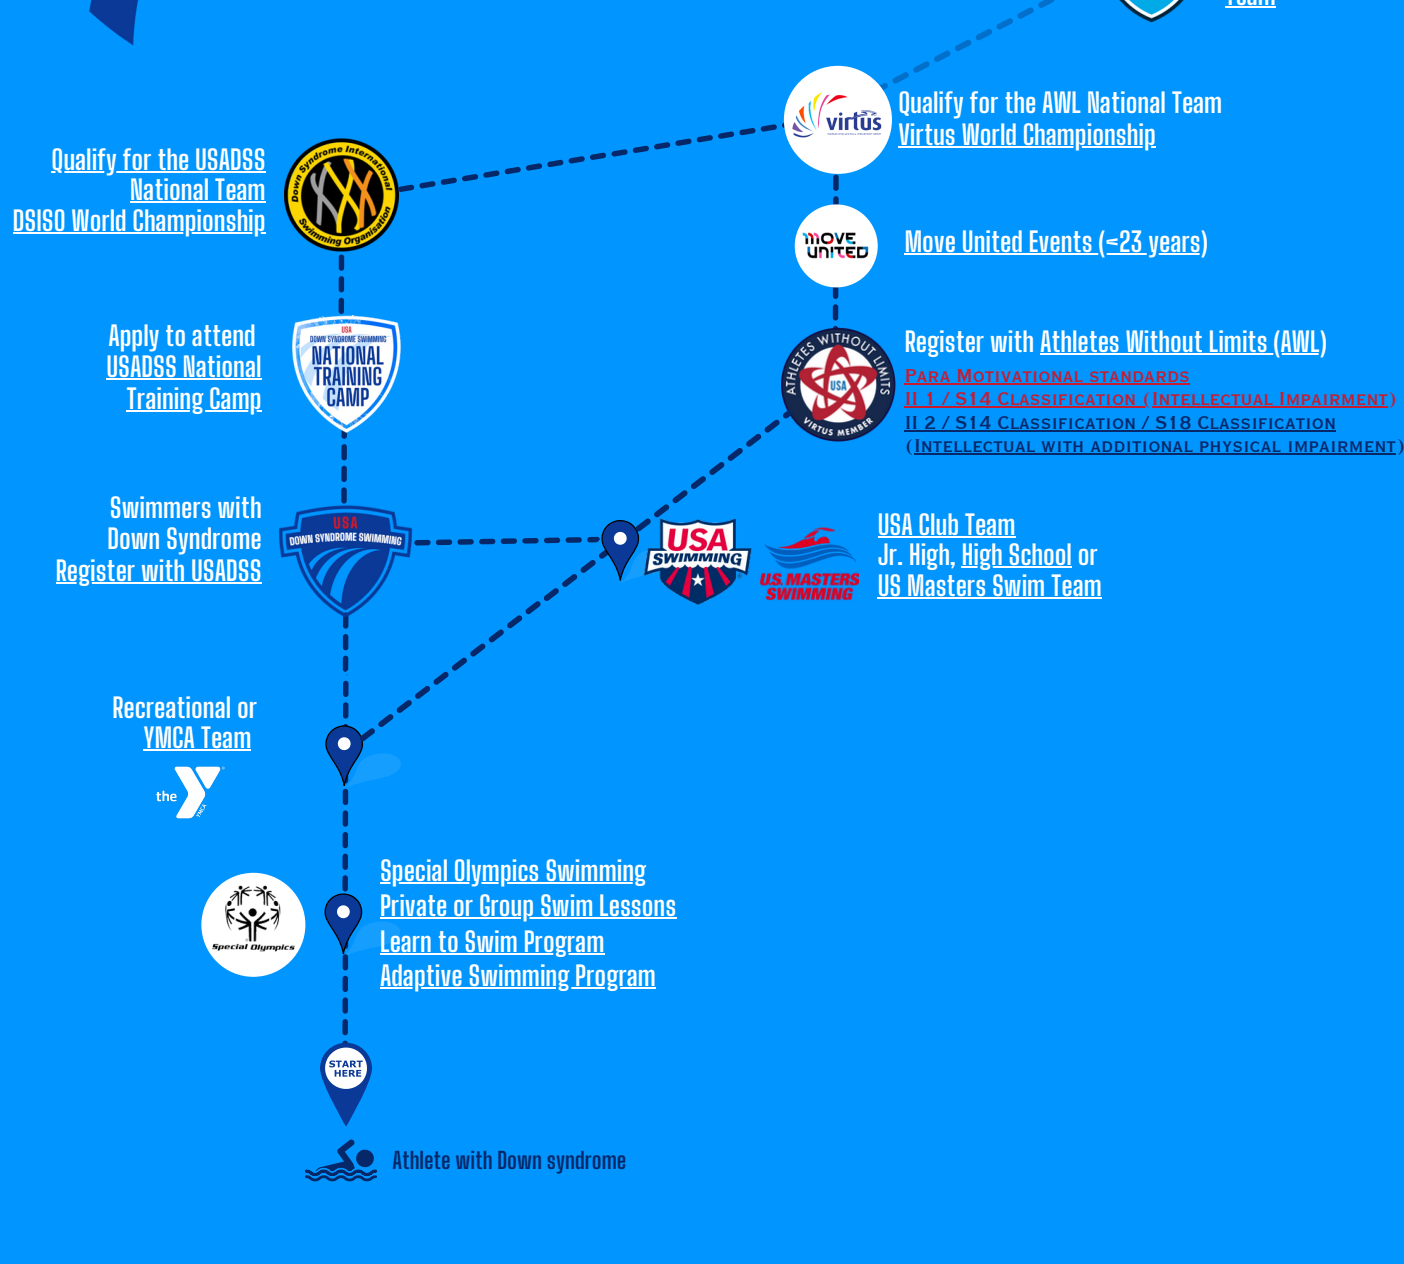 Team
Qualify for the AWL National Team
Virtus World Championship
virtus
Qualify for the USADSS
National Team
DSISO World Championship
Down Syndrome International
Swimming Organisation
MOVE
UNITED
Move United Events (<23 years)
Apply to attend
USADSS National
Training Camp
USA
DOWN SYNDROME SWIMMING
NATIONAL
TRAINING
CAMP
ATHLETES WITHOUT LIMITS
USA
VIRTUS MEMBER
Register with Athletes Without Limits (AWL)
Para Motivational standards
II 1 / S14 Classification (Intellectual Impairment)
II 2 / S14 Classification / S18 Classification
(Intellectual with additional physical impairment)
Swimmers with
Down Syndrome
Register with USADSS
USA
DOWN SYNDROME SWIMMING
USA
SWIMMING
U.S. MASTERS
SWIMMING
USA Club Team
Jr. High, High School or
US Masters Swim Team
Recreational or
YMCA Team
the
YMCA
Special Olympics
Special Olympics Swimming
Private or Group Swim Lessons
Learn to Swim Program
Adaptive Swimming Program
START
HERE
Athlete with Down syndrome